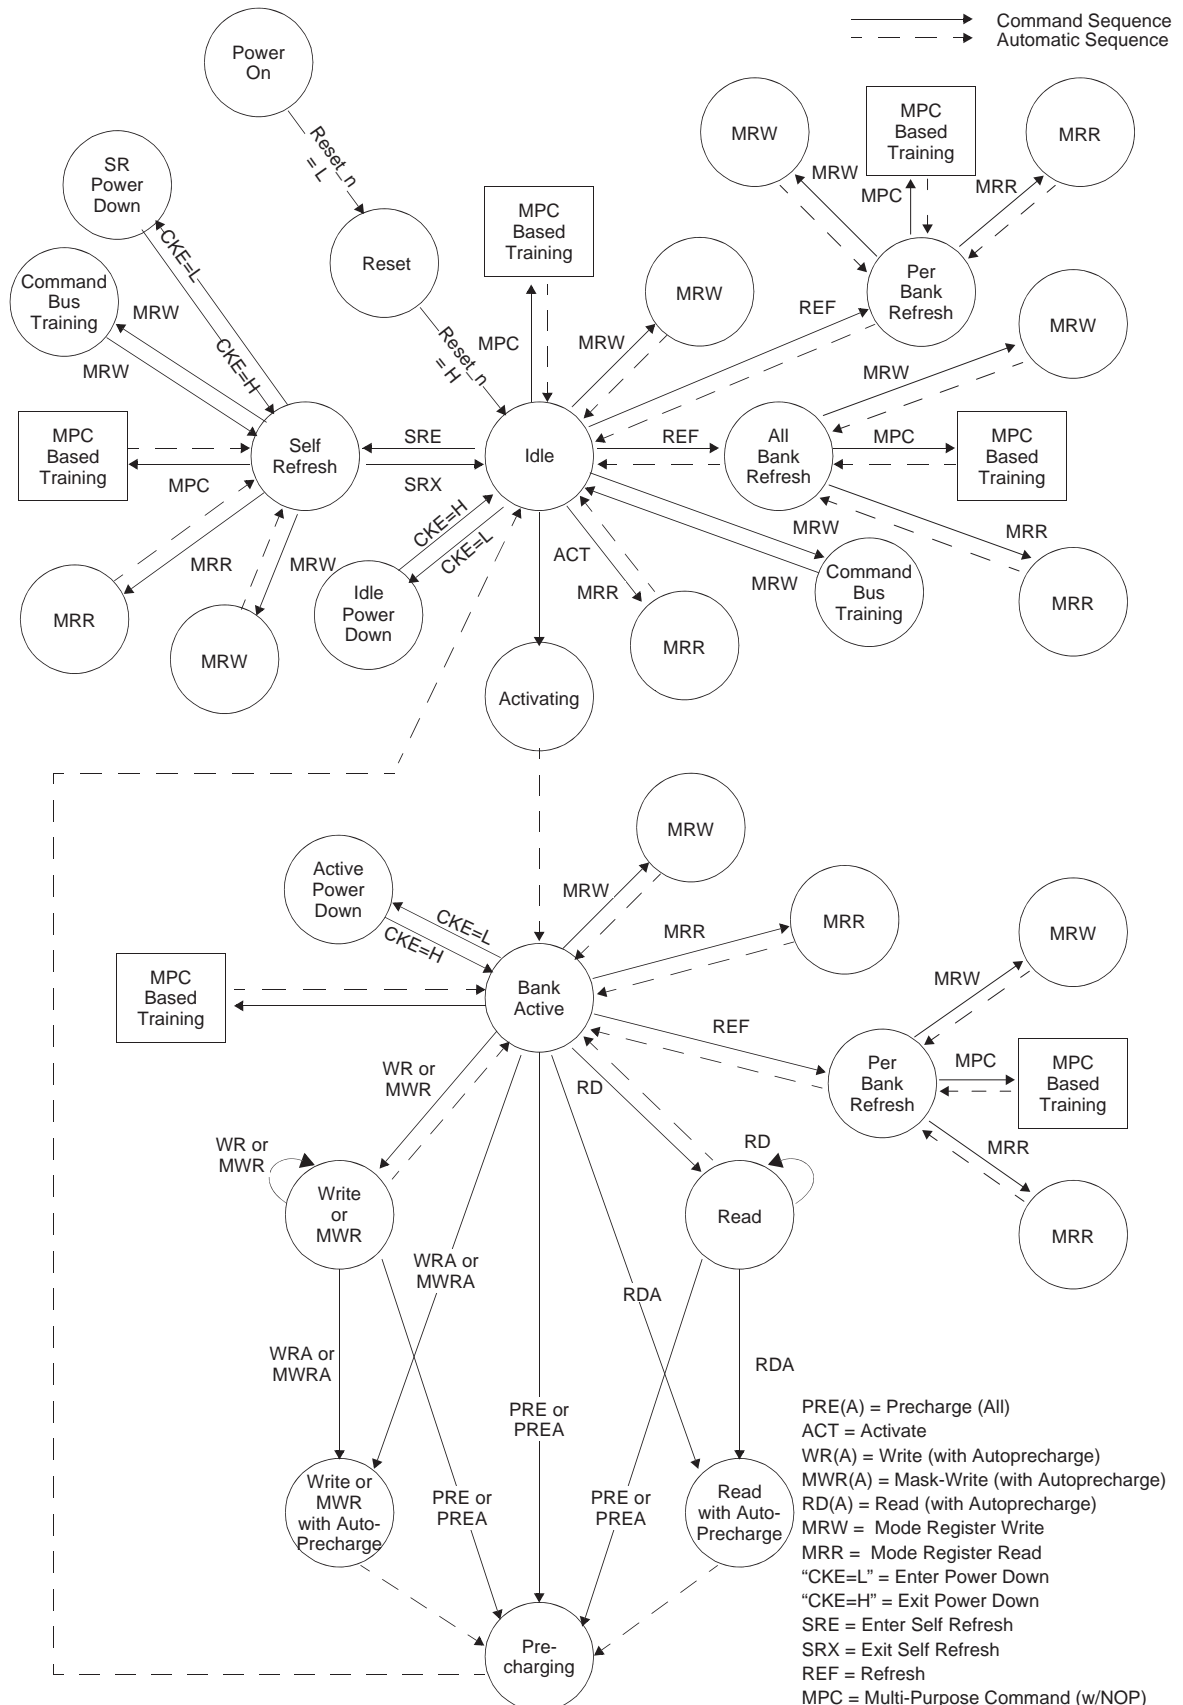 Command Sequence
Automatic Sequence
Power
On
Reset_n
= L
MRW
MPC
Based
Training
MRR
SR
Power
Down
MRW
MPC
MRR
MPC
Based
Training
Reset
CKE=L
Command
Bus
Training
MRW
MRW
Per
Bank
Refresh
REF
MRW
CKE=H
MRW
MPC
Reset_n
= H
MRW
MRW
MPC
Based
Training
Self
Refresh
SRE
SRX
Idle
REF
All
Bank
Refresh
MPC
MPC
Based
Training
MPC
CKE=H
CKE=L
MRW
MRR
MRR
MRW
ACT
MRR
MRW
Command
Bus
Training
MRR
MRR
MRW
Idle
Power
Down
MRR
Activating
MRW
Active
Power
Down
MRW
CKE=L
CKE=H
MRR
MRR
MRW
MPC
Based
Training
Bank
Active
MRW
REF
WR or
MWR
RD
Per
Bank
Refresh
MPC
MPC
Based
Training
WR or
MWR
RD
MRR
Write
or
MWR
Read
MRR
WRA or
MWRA
RDA
WRA or
MWRA
RDA
PRE or
PREA
Write or
MWR
with Auto-
Precharge
PRE or
PREA
PRE or
PREA
Read
with Auto-
Precharge
Pre-
charging
PRE(A) = Precharge (All)
ACT = Activate
WR(A) = Write (with Autoprecharge)
MWR(A) = Mask-Write (with Autoprecharge)
RD(A) = Read (with Autoprecharge)
MRW = Mode Register Write
MRR = Mode Register Read
“CKE=L” = Enter Power Down
“CKE=H” = Exit Power Down
SRE = Enter Self Refresh
SRX = Exit Self Refresh
REF = Refresh
MPC = Multi-Purpose Command (w/NOP)